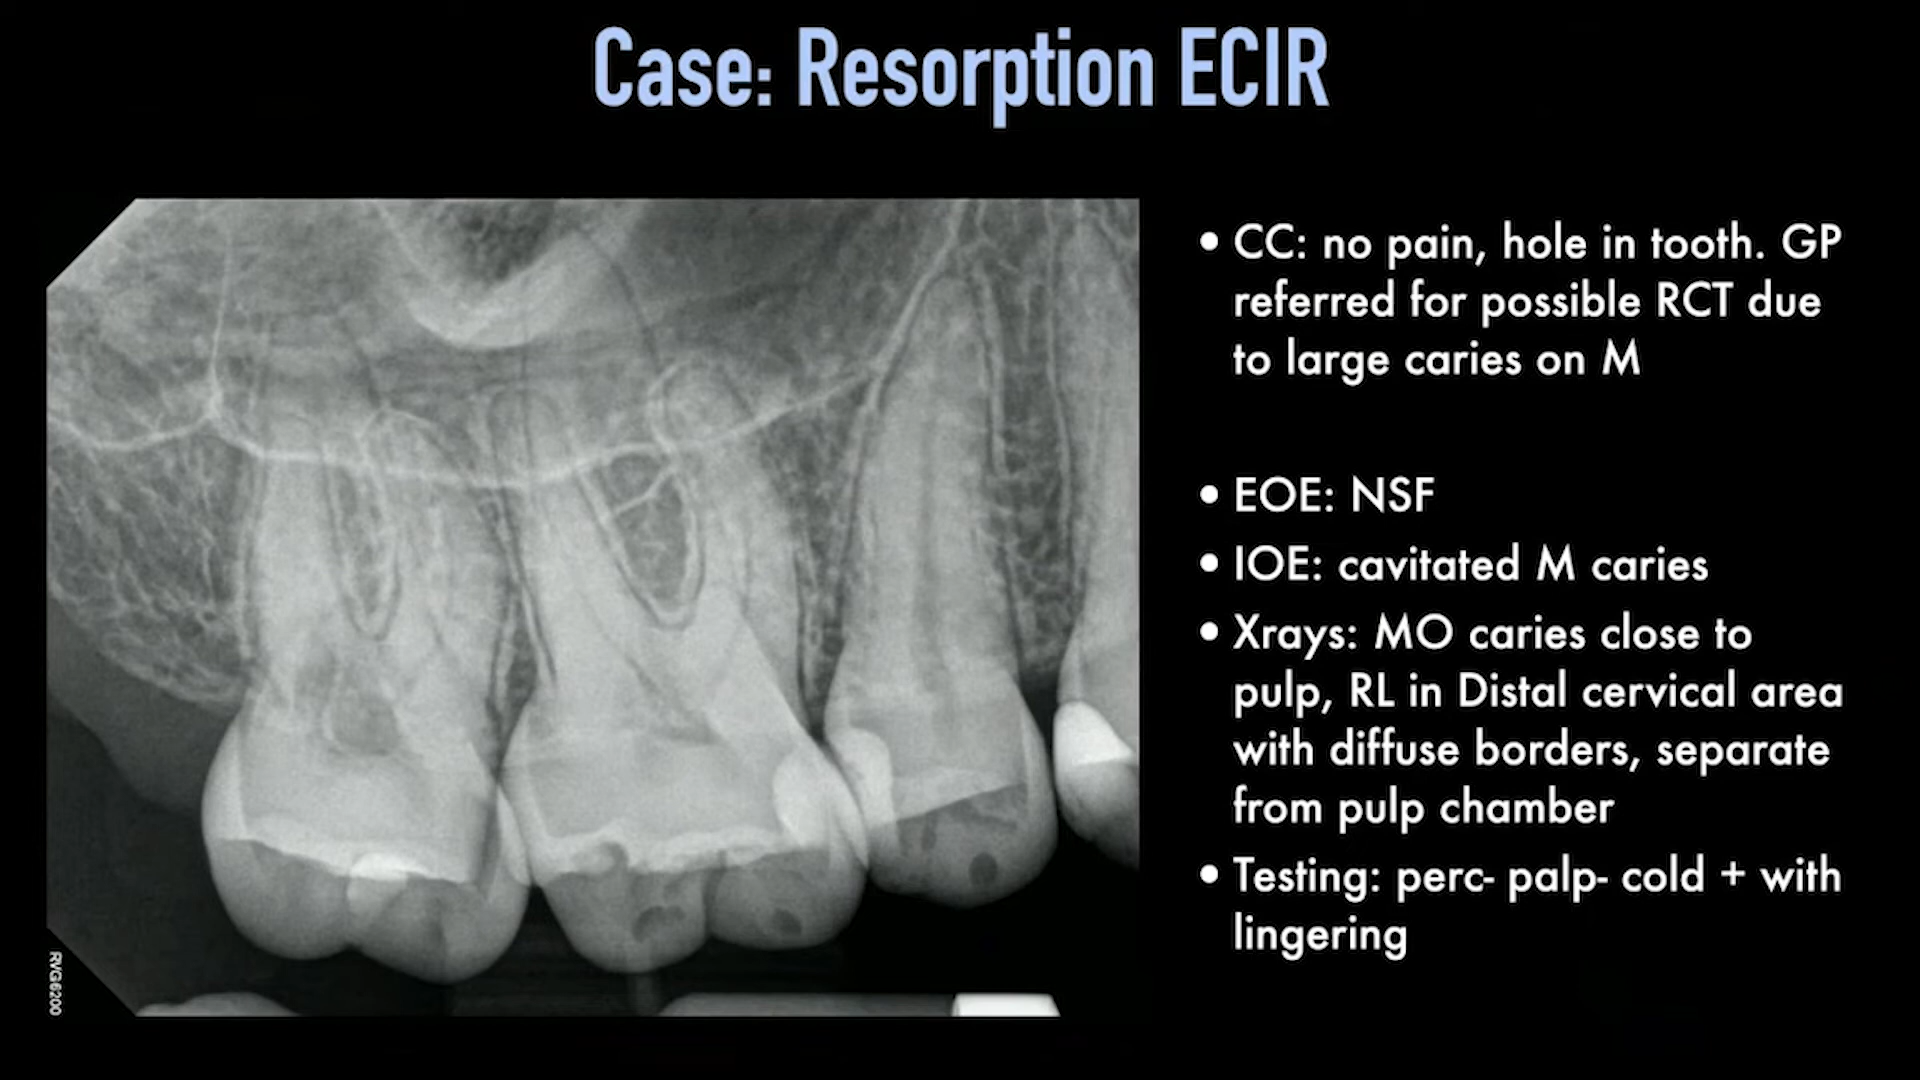 Case: Resorption ECIR
• CC: no pain, hole in tooth. GP
referred for possible RCT due
to large caries on M
• EOE: NSF
• IOE: cavitated M caries
• Xrays: MO caries close to
pulp, RL in Distal cervical area
with diffuse borders, separate
from pulp chamber
• Testing: perc- palp- cold + with
lingering
RVG6200